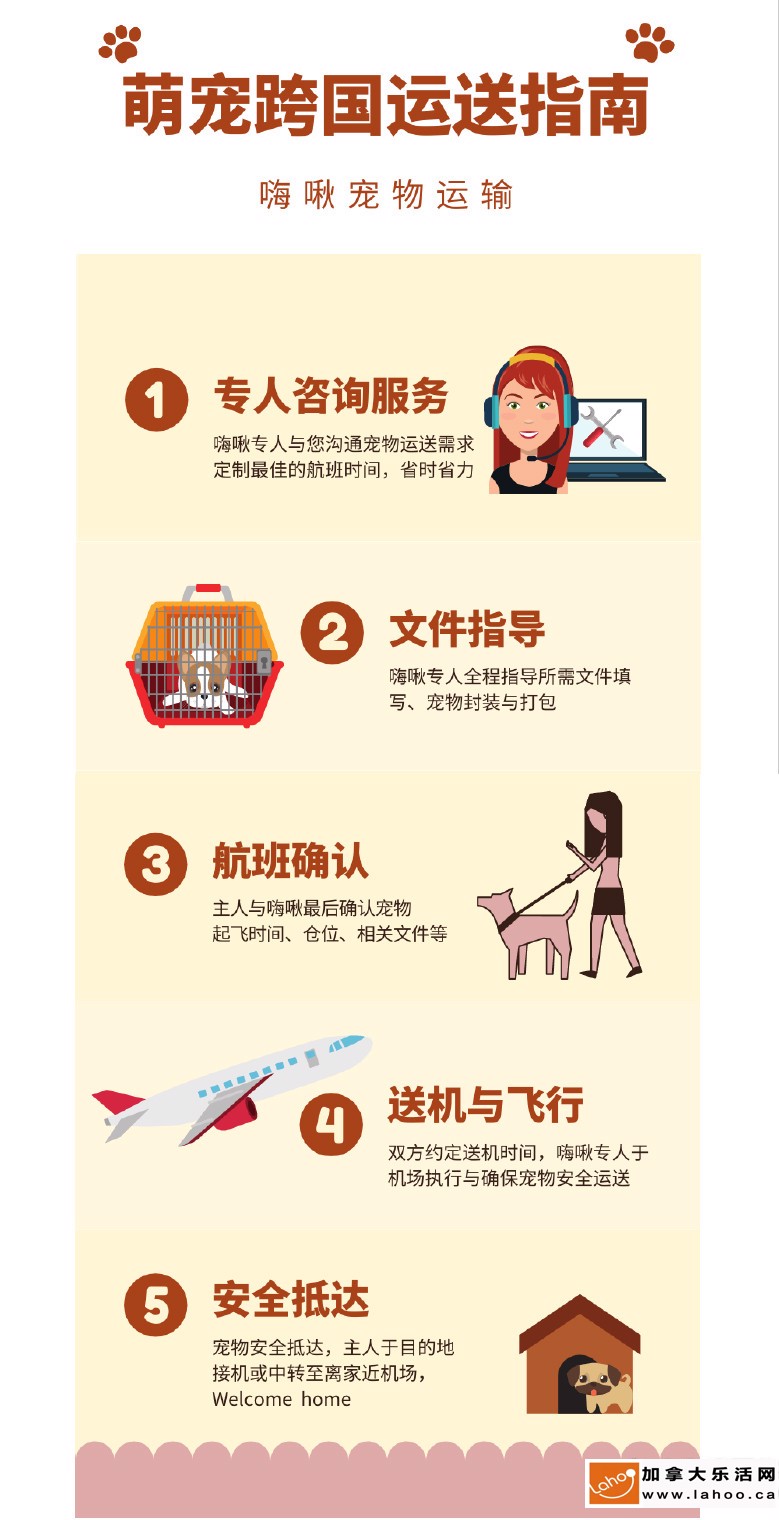 萌宠跨国运送指南
嗨啾宠物运输
1 专人咨询服务
嗨啾专人与您沟通宠物运送需求
定制最佳的航班时间，省时省力
2 文件指导
嗨啾专人全程指导所需文件填
写、宠物封装与打包
3 航班确认
主人与嗨啾最后确认宠物
起飞时间、仓位、相关文件等
4 送机与飞行
双方约定送机时间，嗨啾专人于
机场执行与确保宠物安全运送
5 安全抵达
宠物安全抵达，主人于目的地
接机或中转至离家近机场，
Welcome home
Lahoo
加拿大乐活网
www.lahoo.ca